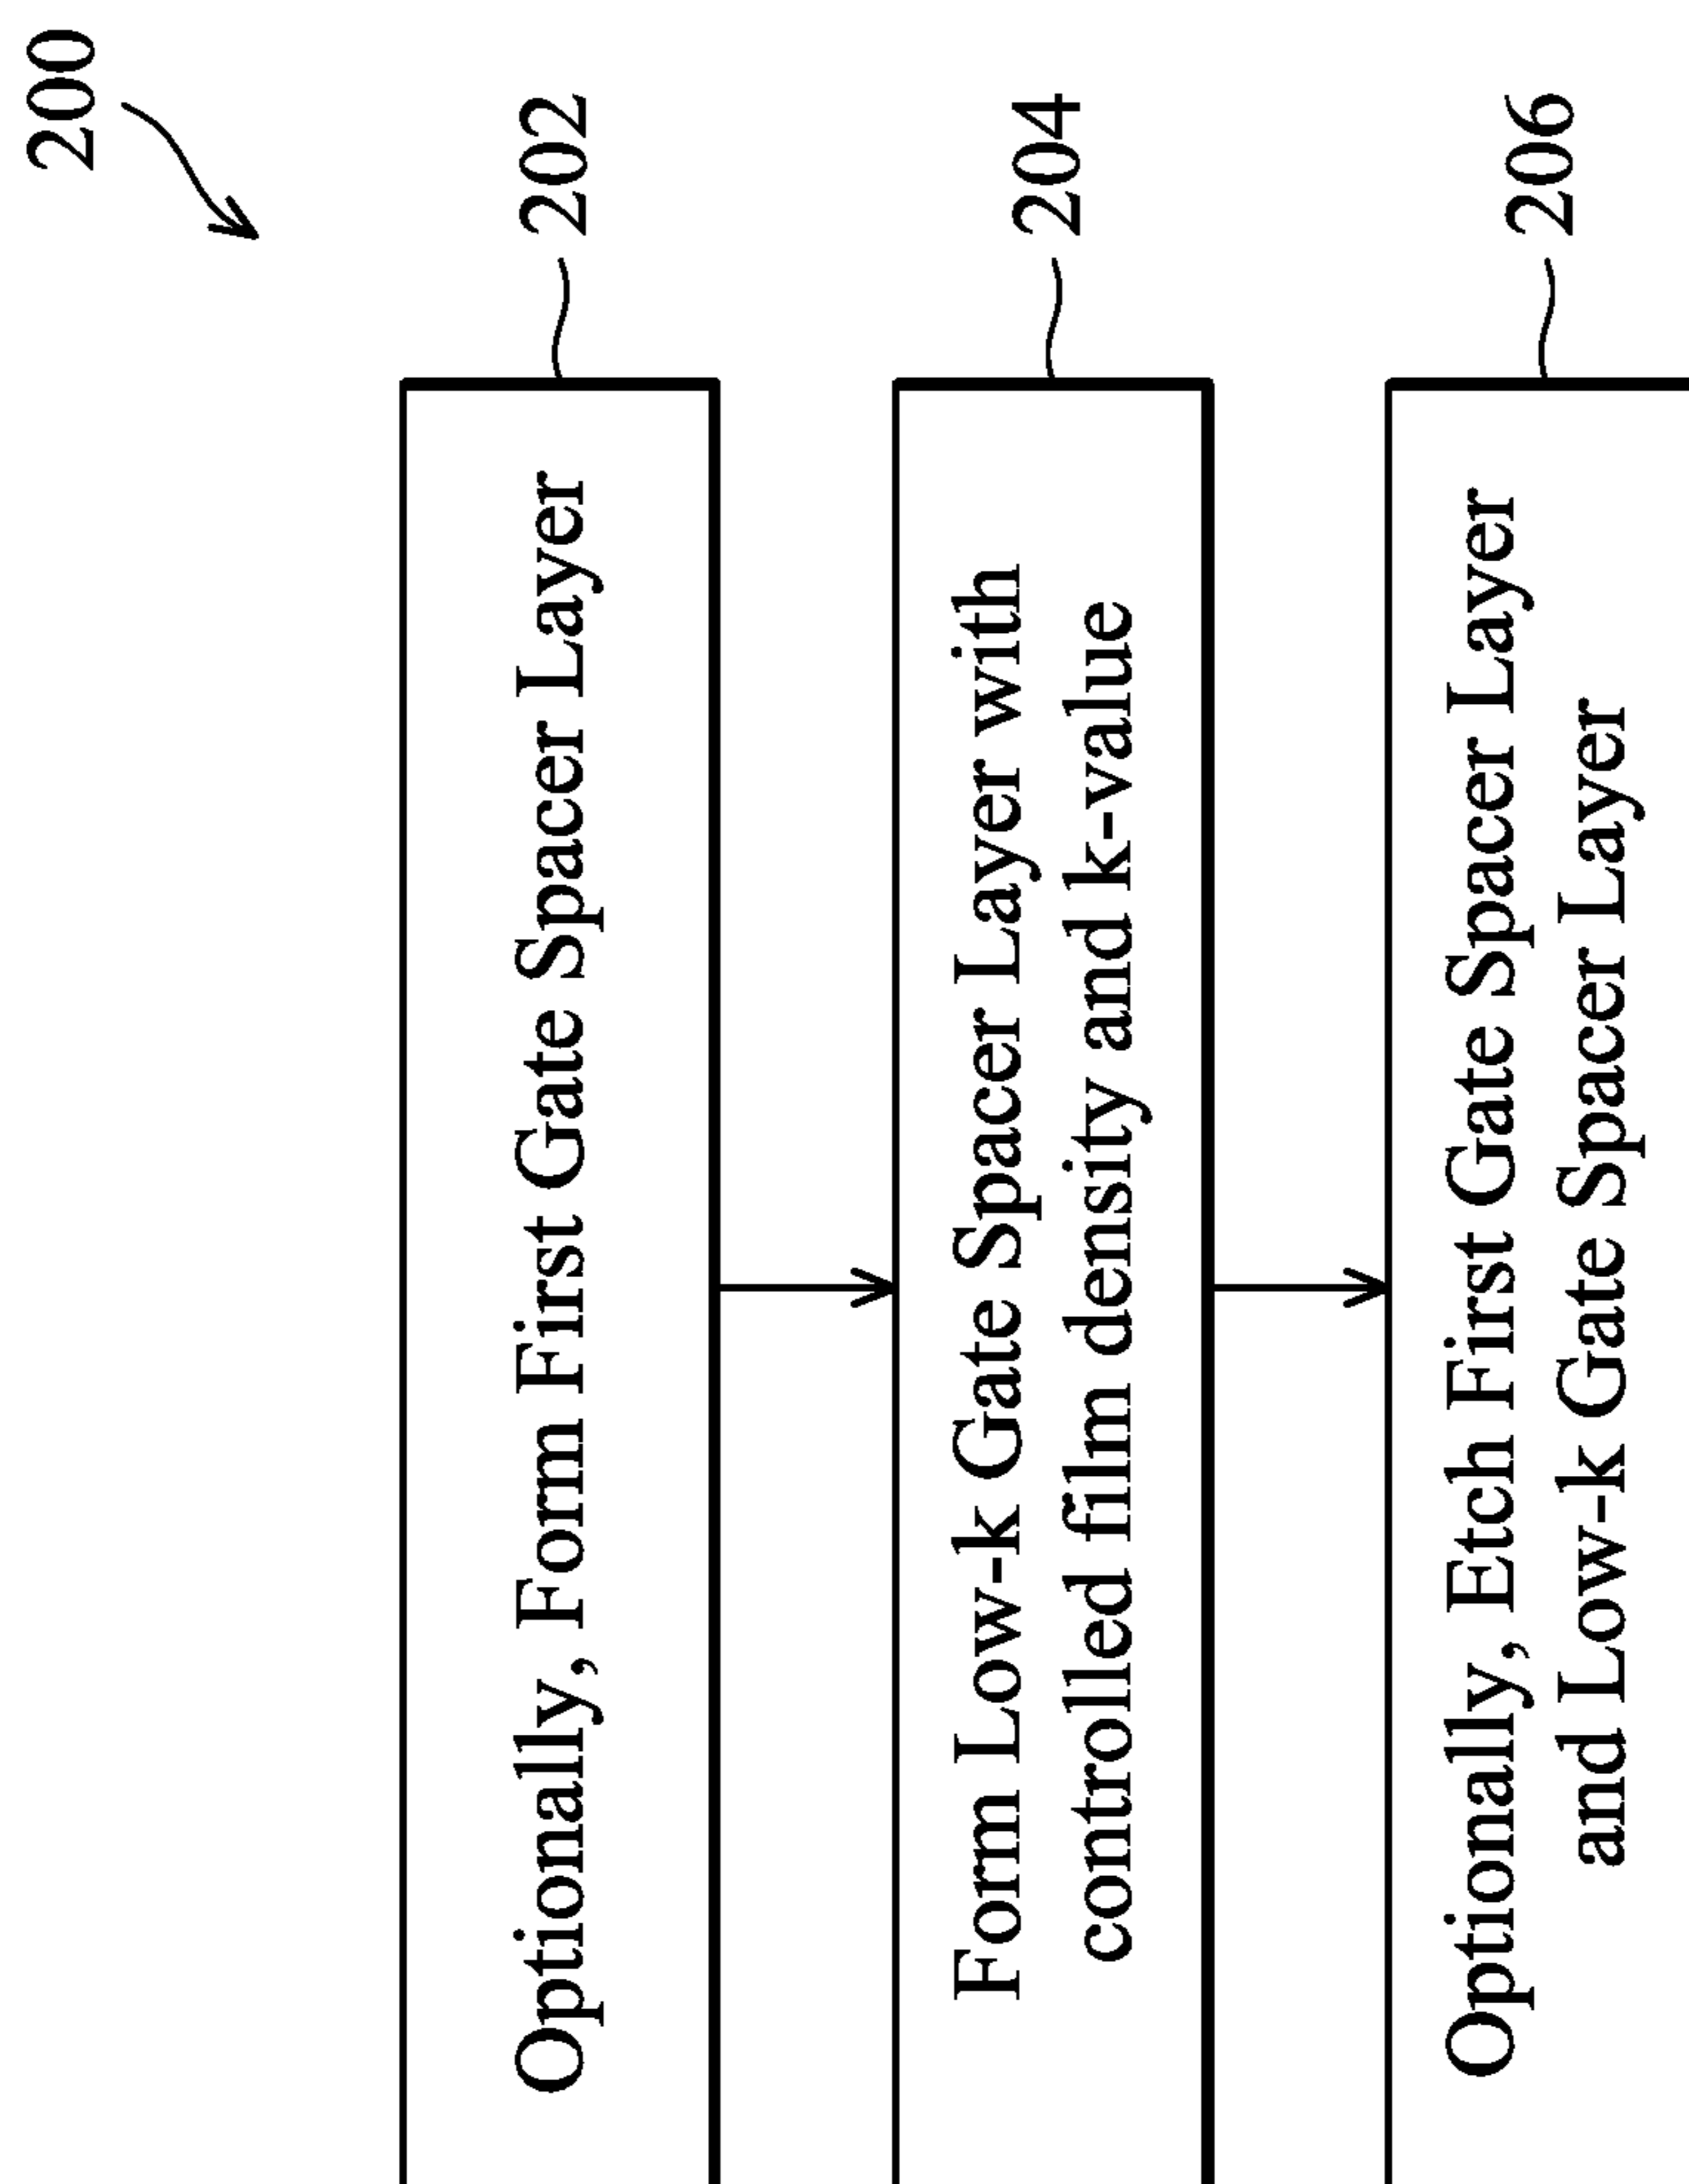 200
Optionally, Form First Gate Spacer Layer
202
Form Low-k Gate Spacer Layer with
controlled film density and k-value
204
Optionally, Etch First Gate Spacer Layer
and Low-k Gate Spacer Layer
206